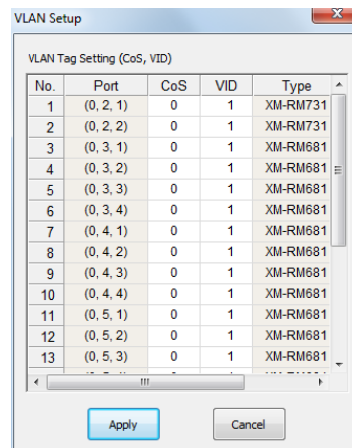 VLAN Setup
VLAN Tag Setting (CoS, VID)
No. Port CoS VID Type
1 (0, 2, 1) 0 1 XM-RM731
2 (0, 2, 2) 0 1 XM-RM731
3 (0, 3, 1) 0 1 XM-RM681
4 (0, 3, 2) 0 1 XM-RM681
5 (0, 3, 3) 0 1 XM-RM681
6 (0, 3, 4) 0 1 XM-RM681
7 (0, 4, 1) 0 1 XM-RM681
8 (0, 4, 2) 0 1 XM-RM681
9 (0, 4, 3) 0 1 XM-RM681
10 (0, 4, 4) 0 1 XM-RM681
11 (0, 5, 1) 0 1 XM-RM681
12 (0, 5, 2) 0 1 XM-RM681
13 (0, 5, 3) 0 1 XM-RM681
Apply Cancel